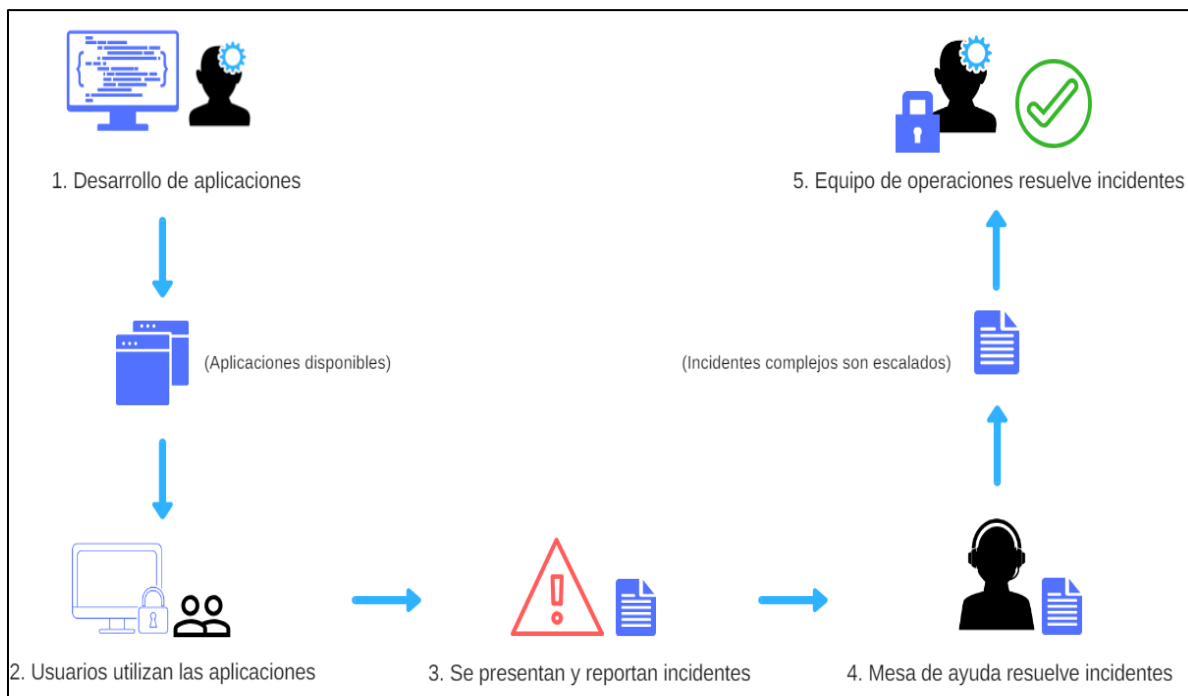 1. Desarrollo de aplicaciones
(Aplicaciones disponibles)
2. Usuarios utilizan las aplicaciones
3. Se presentan y reportan incidentes
4. Mesa de ayuda resuelve incidentes
(Incidentes complejos son escalados)
5. Equipo de operaciones resuelve incidentes